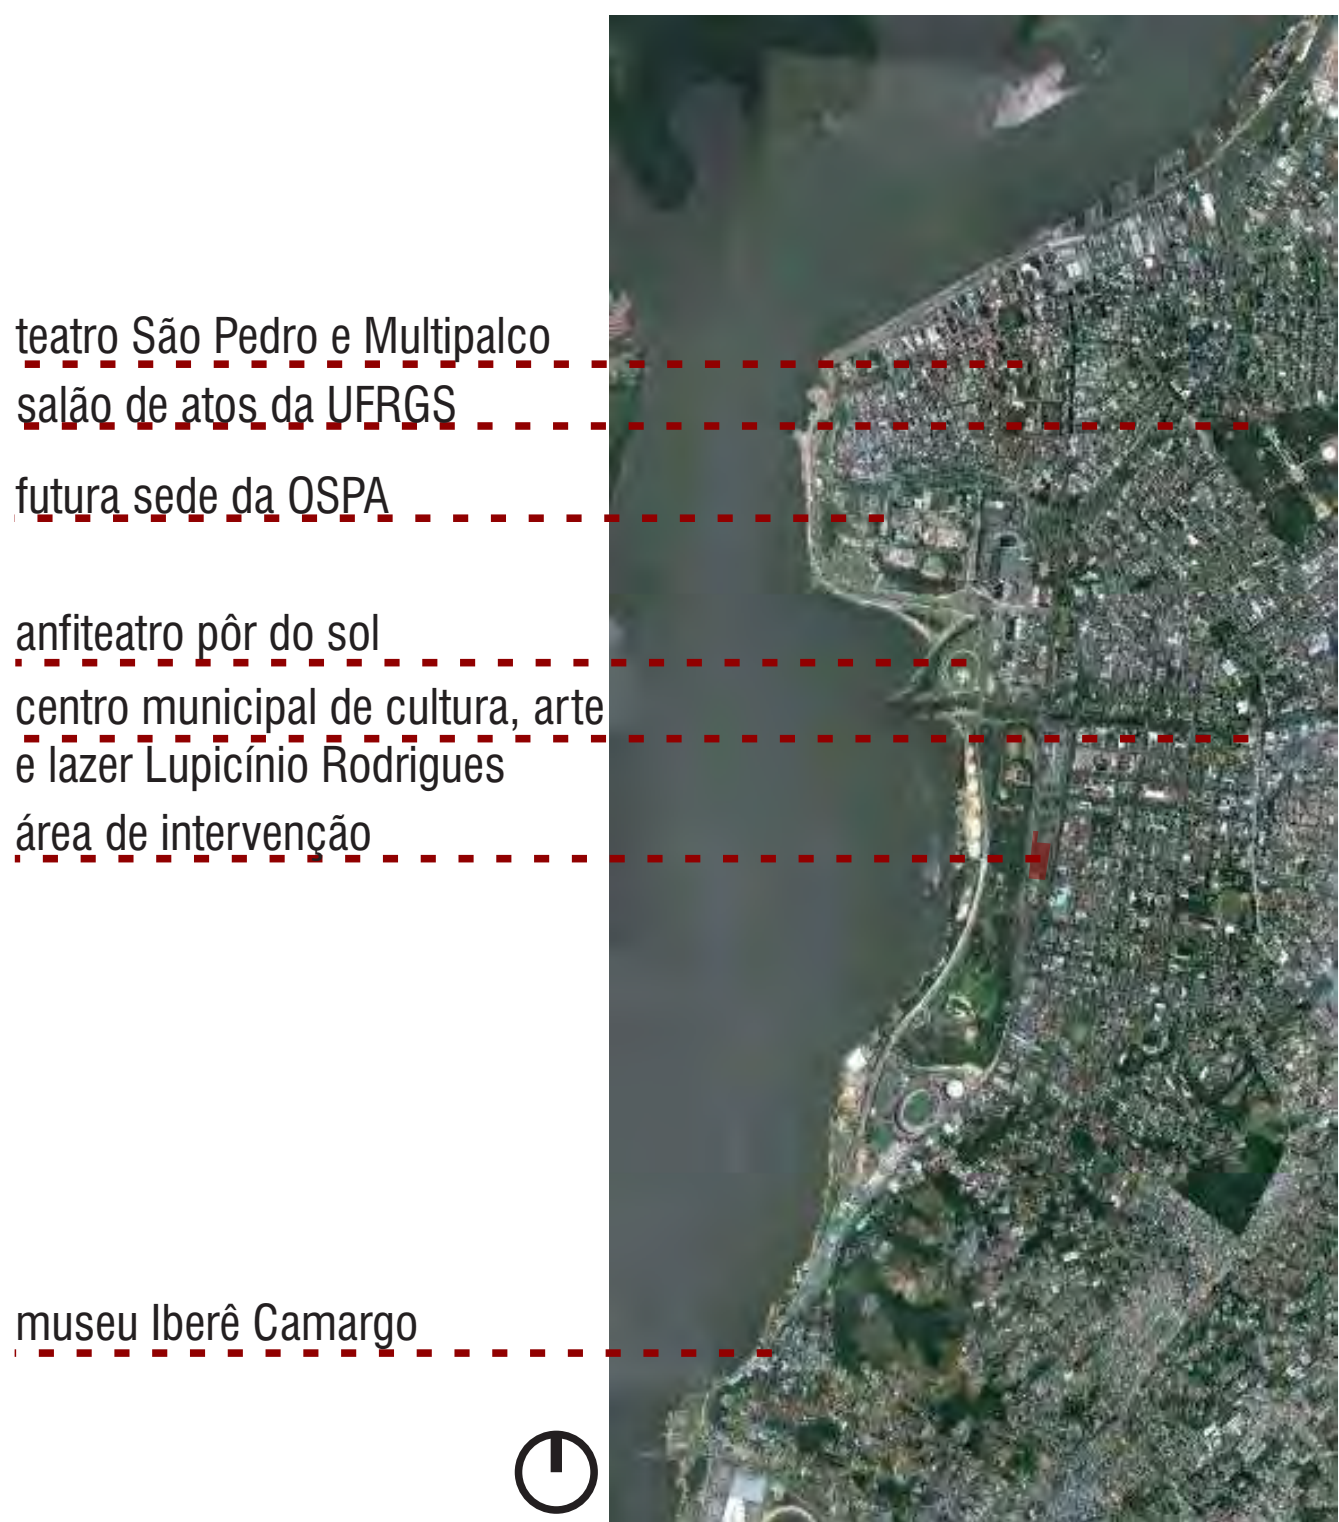 teatro São Pedro e Multipalco
salão de atos da UFRGS
futura sede da OSPA
anfiteatro pôr do sol
centro municipal de cultura, arte
e lazer Lupicínio Rodrigues
área de intervenção
museu Iberê Camargo